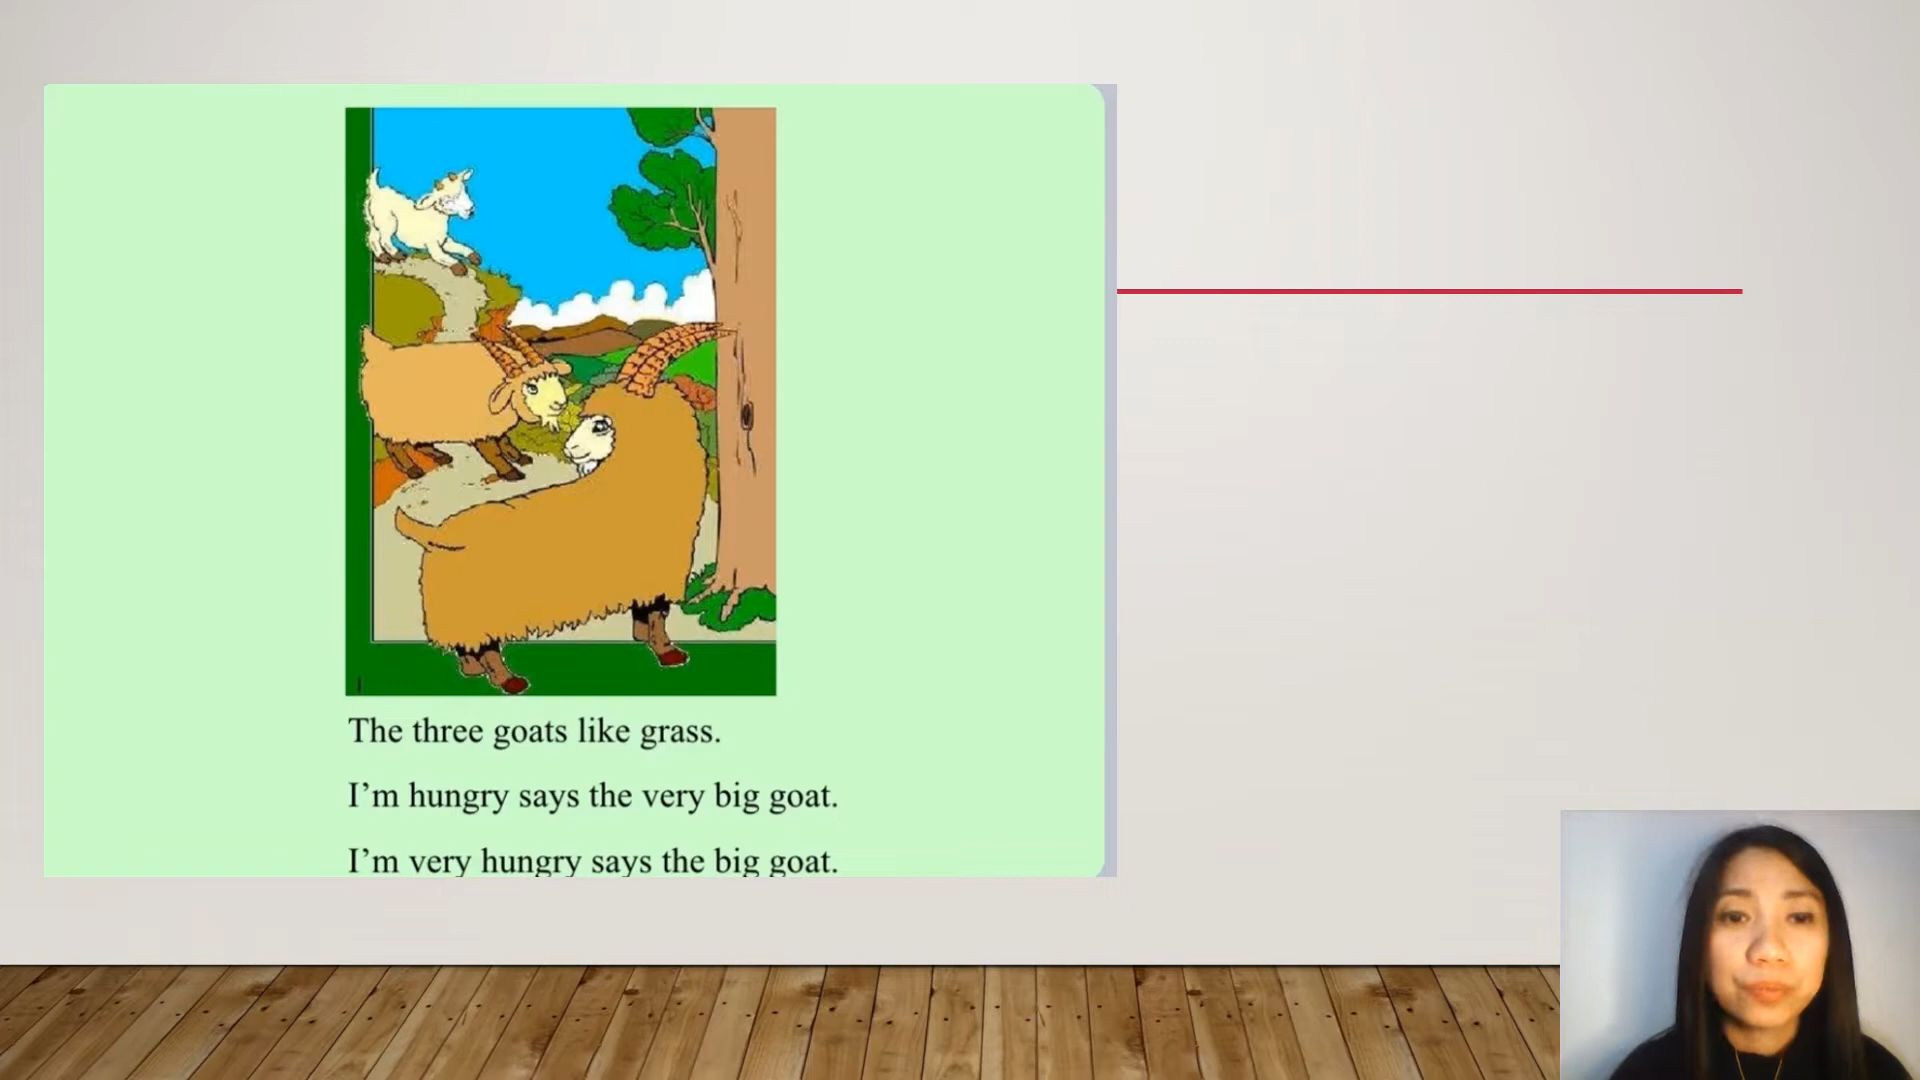 The three goats like grass.
I'm hungry says the very big goat.
I'm very hungry says the big goat.